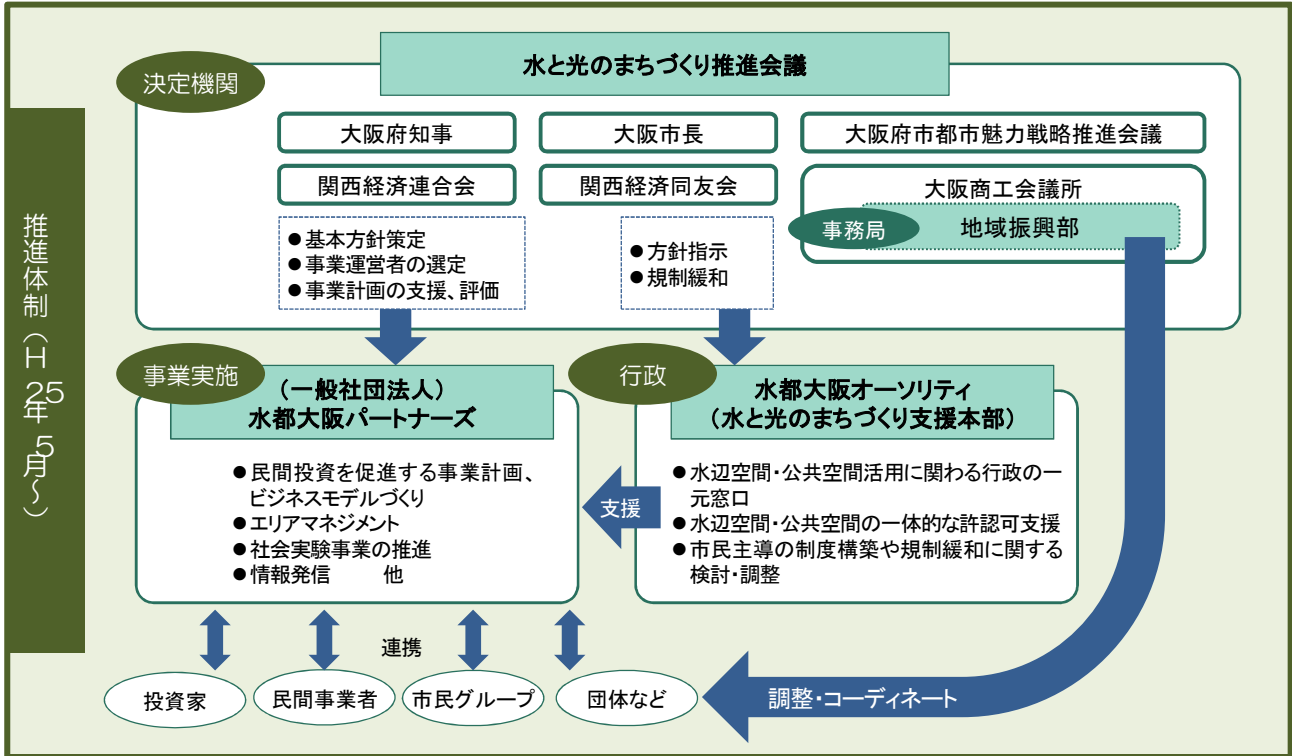 水と光のまちづくり推進会議
決定機関
大阪府知事
大阪市長
大阪府市都市魅力戦略推進会議
関西経済連合会
関西経済同友会
大阪商工会議所
事務局
地域振興部
●基本方針策定
●事業運営者の選定
●事業計画の支援、評価
●方針指示
●規制緩和
推進体制（H25年5月～）
事業実施
（一般社団法人）
水都大阪パートナーズ
行政
水都大阪オーソリティ
（水と光のまちづくり支援本部）
●民間投資を促進する事業計画、
ビジネスモデルづくり
●エリアマネジメント
●社会実験事業の推進
●情報発信　　他
支援
●水辺空間・公共空間活用に関わる行政の一
元窓口
●水辺空間・公共空間の一体的な許認可支援
●市民主導の制度構築や規制緩和に関する
検討・調整
連携
投資家
民間事業者
市民グループ
団体など
調整・コーディネート